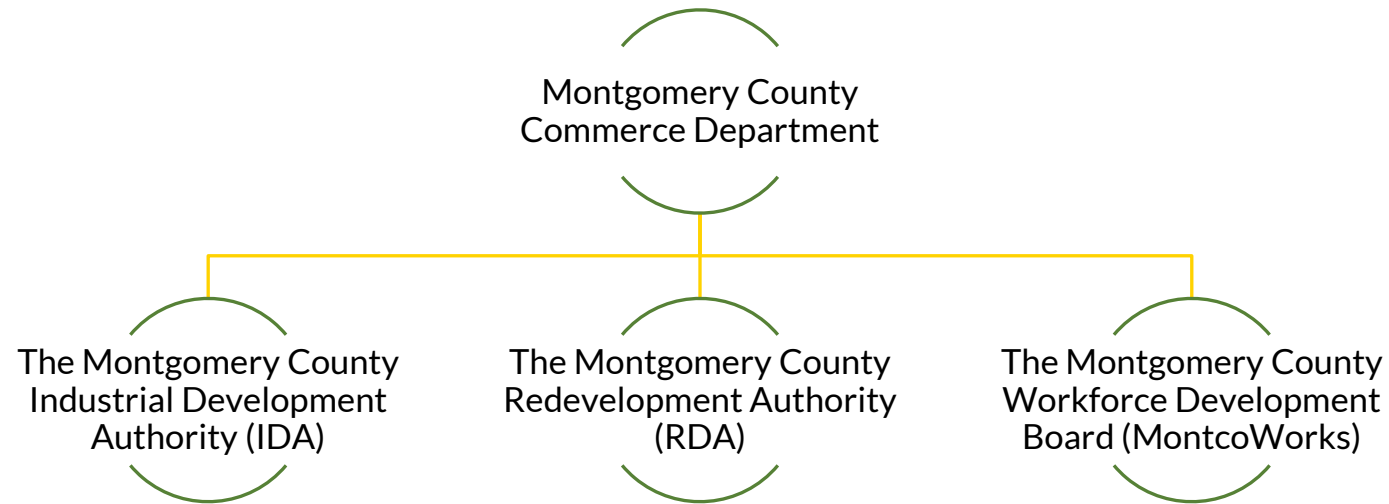 Montgomery County
Commerce Department
The Montgomery County
Industrial Development
Authority (IDA)
The Montgomery County
Redevelopment Authority
(RDA)
The Montgomery County
Workforce Development
Board (MontcoWorks)